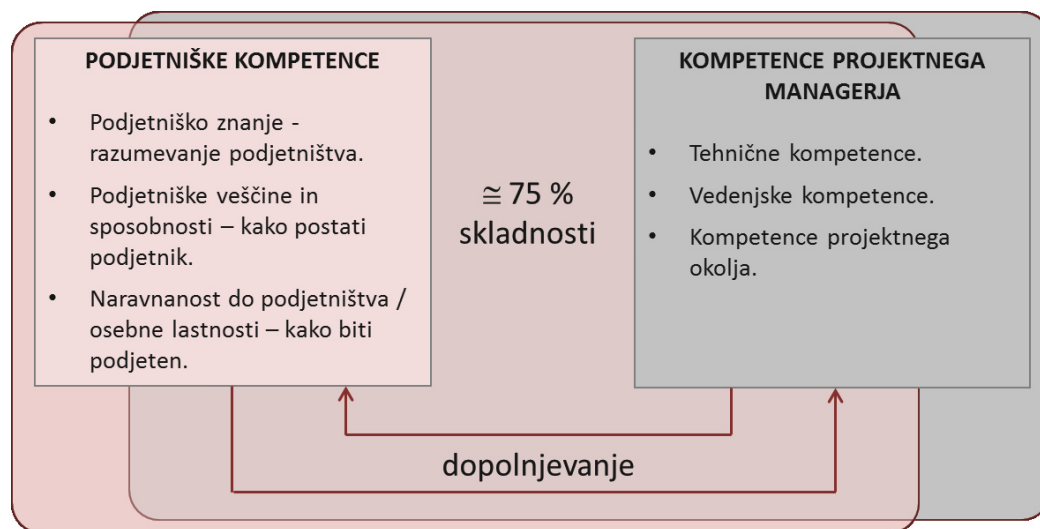 PODJETNIŠKE KOMPETENCE
• Podjetniško znanje -
razumevanje podjetništva.
• Podjetniške veščine in
sposobnosti – kako postati
podjetnik.
• Naravnanost do podjetništva /
osebne lastnosti – kako biti
podjeten.
≅ 75 %
skladnosti
KOMPETENCE PROJEKTNEGA
MANAGERJA
• Tehnične kompetence.
• Vedenjske kompetence.
• Kompetence projektnega
okolja.
dopolnjevanje